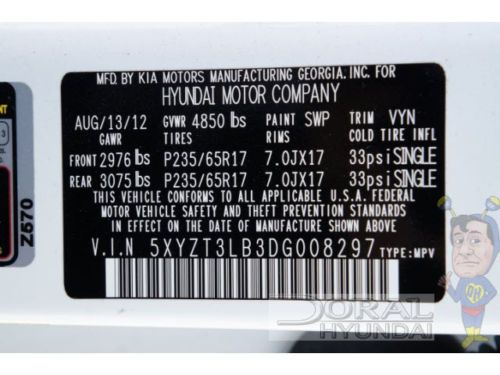 MFD. BY KIA MOTORS MANUFACTURING GEORGIA. INC. FOR
HYUNDAI MOTOR COMPANY
AUG/13/12 GVWR 4850 lbs PAINT SWP TRIM VYN
GAWR TIRES RIMS COLD TIRE INFL
FRONT 2976 lbs P235/65R17 7.0JX17 33psi SINGLE
REAR 3075 lbs P235/65R17 7.0JX17 33psi SINGLE
THIS VEHICLE CONFORMS TO ALL APPLICABLE U.S.A. FEDERAL
MOTOR VEHICLE SAFETY AND THEFT PREVENTION STANDARDS
IN EFFECT ON THE DATE OF MANUFACTURE SHOWN ABOVE.
V.I.N 5XYZT3LB3DG008297 TYPE:MPV
Z570
DORAL
HYUNDAI
DH